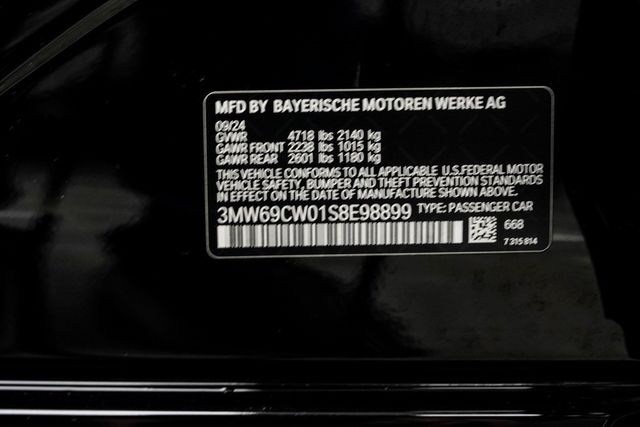 MFD BY BAYERISCHE MOTOREN WERKE AG
09/24
GVWR 4718 lbs 2140 kg
GAWR FRONT 2238 lbs 1015 kg
GAWR REAR 2601 lbs 1180 kg
THIS VEHICLE CONFORMS TO ALL APPLICABLE U.S.FEDERAL MOTOR
VEHICLE SAFETY, BUMPER AND THEFT PREVENTION STANDARDS
IN EFFECT ON THE DATE OF MANUFACTURE SHOWN ABOVE.
3MW69CW01S8E98899 TYPE: PASSENGER CAR
668
7 315 814